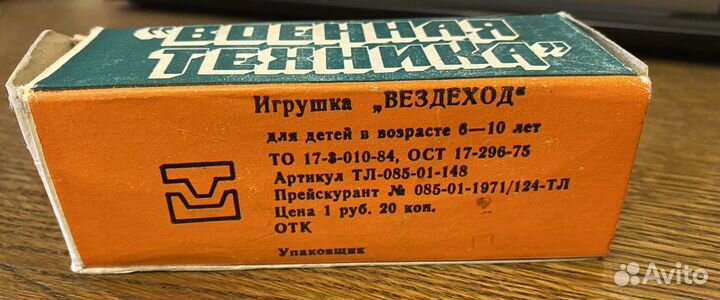 “ВОЕННАЯ
ТЕХНИКА”
Игрушка „ВЕЗДЕХОД“
для детей в возрасте 6—10 лет
ТО 17-3-010-84, ОСТ 17-296-75
Артикул ТЛ-085-01-148
Прейскурант № 085-01-1971/124-ТЛ
Цена 1 руб. 20 коп.
ОТК
Упаковщик
Avito